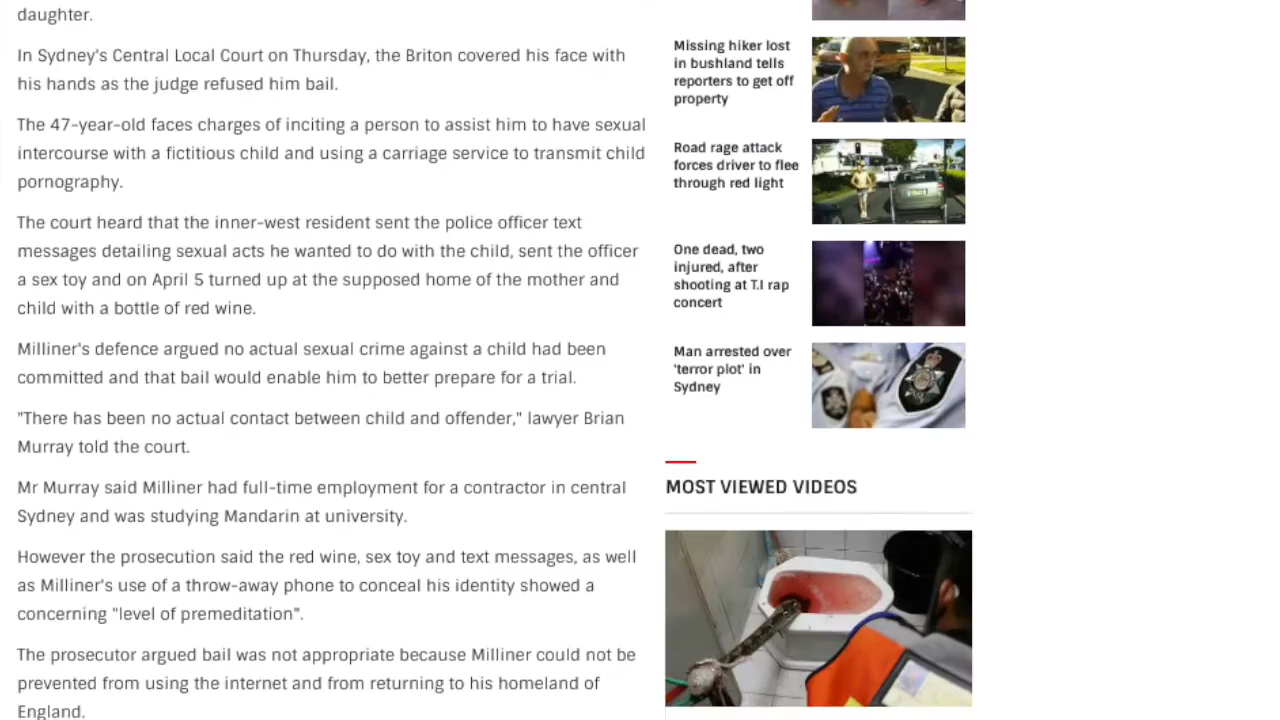 daughter.
In Sydney's Central Local Court on Thursday, the Briton covered his face with
his hands as the judge refused him bail.
The 47-year-old faces charges of inciting a person to assist him to have sexual
intercourse with a fictitious child and using a carriage service to transmit child
pornography.
The court heard that the inner-west resident sent the police officer text
messages detailing sexual acts he wanted to do with the child, sent the officer
a sex toy and on April 5 turned up at the supposed home of the mother and
child with a bottle of red wine.
Milliner's defence argued no actual sexual crime against a child had been
committed and that bail would enable him to better prepare for a trial.
"There has been no actual contact between child and offender," lawyer Brian
Murray told the court.
Mr Murray said Milliner had full-time employment for a contractor in central
Sydney and was studying Mandarin at university.
However the prosecution said the red wine, sex toy and text messages, as well
as Milliner's use of a throw-away phone to conceal his identity showed a
concerning "level of premeditation".
The prosecutor argued bail was not appropriate because Milliner could not be
prevented from using the internet and from returning to his homeland of
England.
Missing hiker lost
in bushland tells
reporters to get off
property
Road rage attack
forces driver to flee
through red light
One dead, two
injured, after
shooting at T.I rap
concert
Man arrested over
'terror plot' in
Sydney
MOST VIEWED VIDEOS